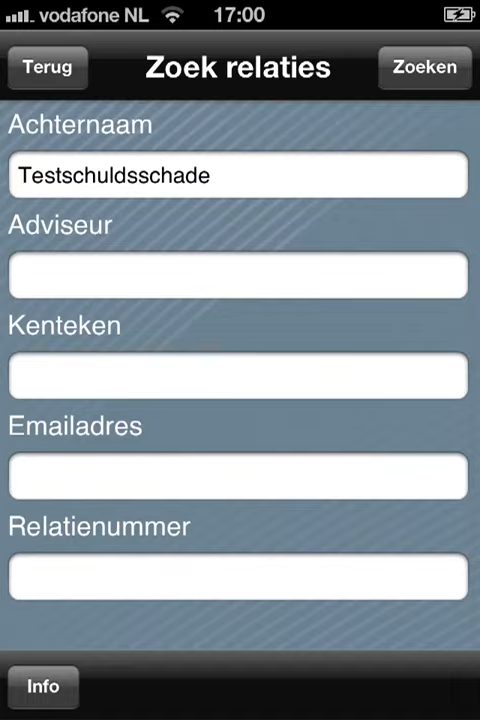 vodafone NL 17:00
Terug Zoek relaties Zoeken
Achternaam
Testschuldsschade
Adviseur
Kenteken
Emailadres
Relatienummer
Info